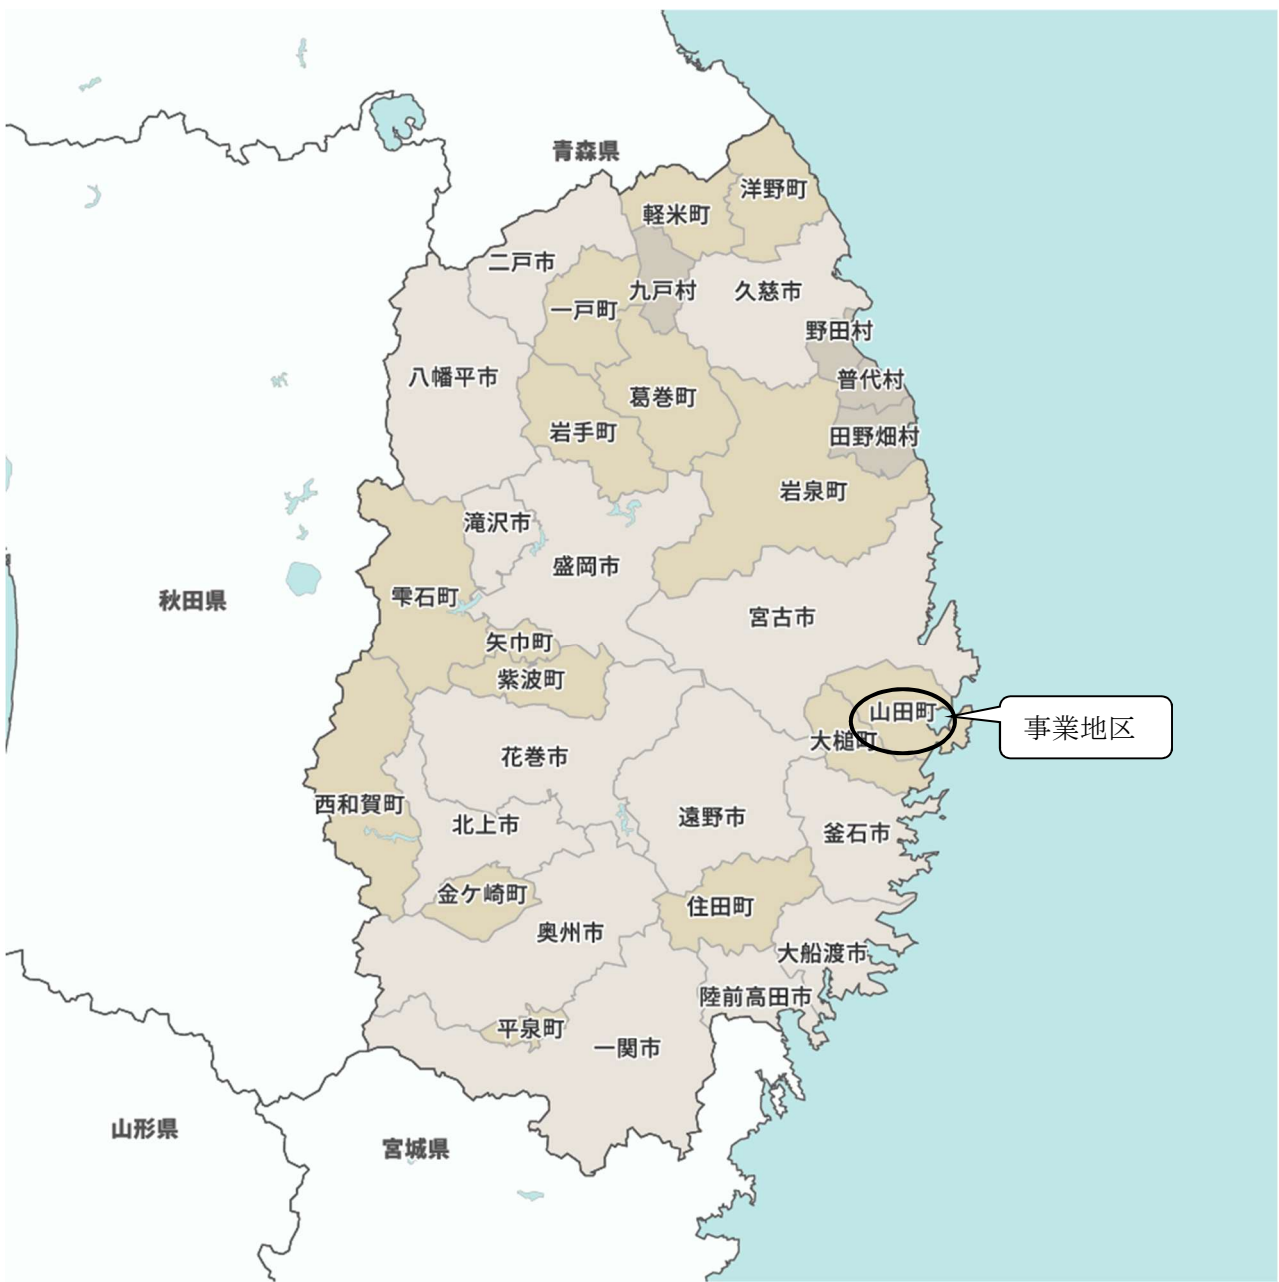 青森県
洋野町
軽米町
二戸市
九戸村
久慈市
一戸町
野田村
八幡平市
普代村
葛巻町
岩手町
田野畑村
岩泉町
滝沢市
盛岡市
雫石町
秋田県
宮古市
矢巾町
紫波町
山田町
事業地区
大槌町
花巻市
西和賀町
遠野市
北上市
釜石市
金ケ崎町
住田町
奥州市
大船渡市
陸前高田市
平泉町
一関市
山形県
宮城県